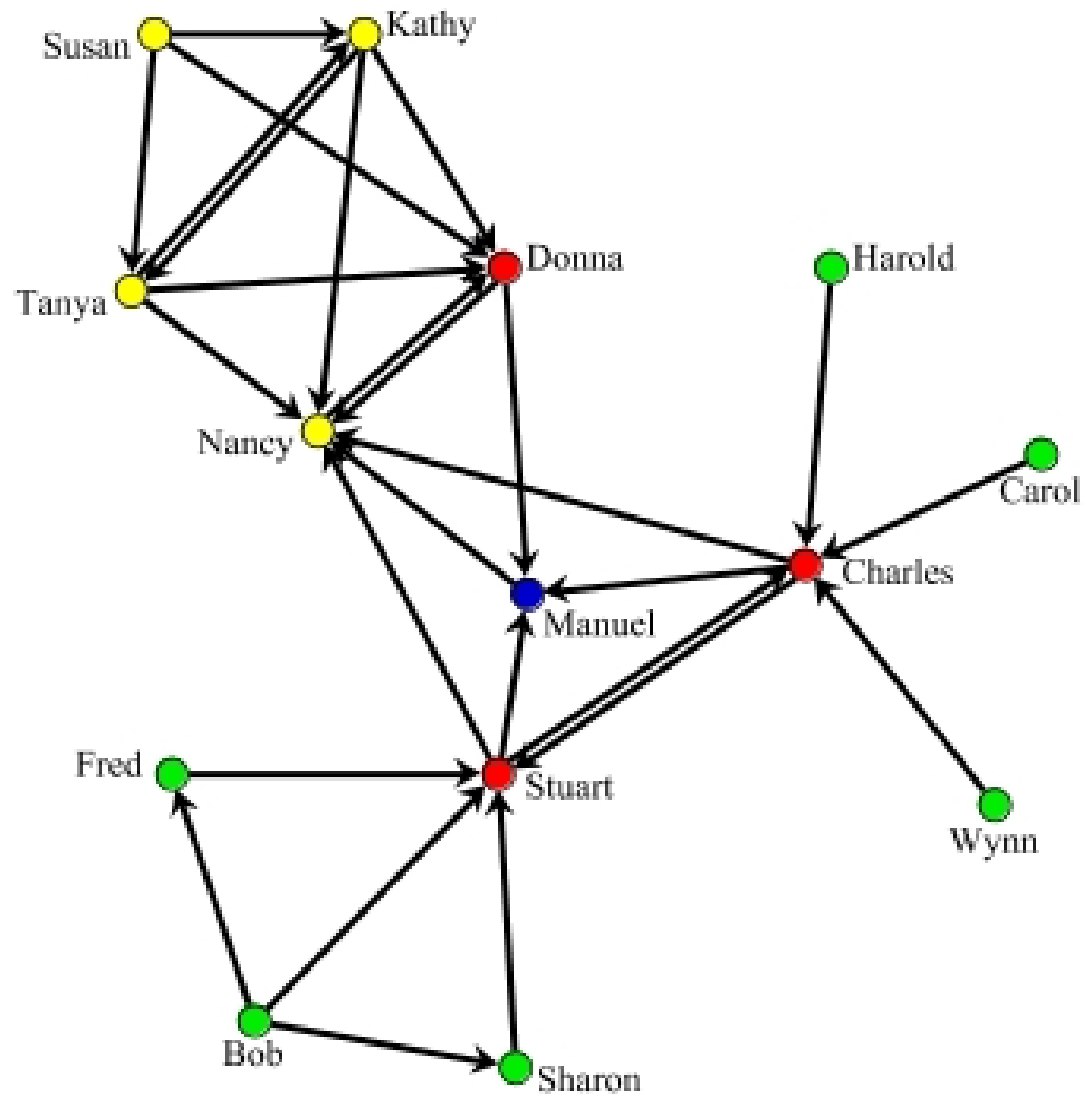 Kathy
Susan
Donna
Harold
Tanya
Nancy
Carol
Charles
Manuel
Fred
Stuart
Wynn
Bob
Sharon